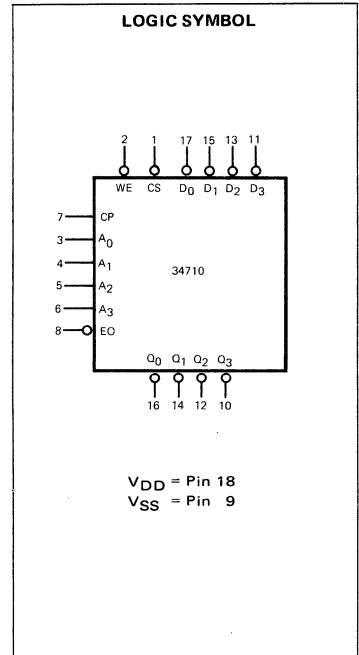 LOGIC SYMBOL
2 1 17 15 13 11
WE CS D0 D1 D2 D3
7 CP
3 A0
4 A1
34710
5 A2
6 A3
8 EO
Q0 Q1 Q2 Q3
16 14 12 10
VDD = Pin 18
VSS = Pin 9